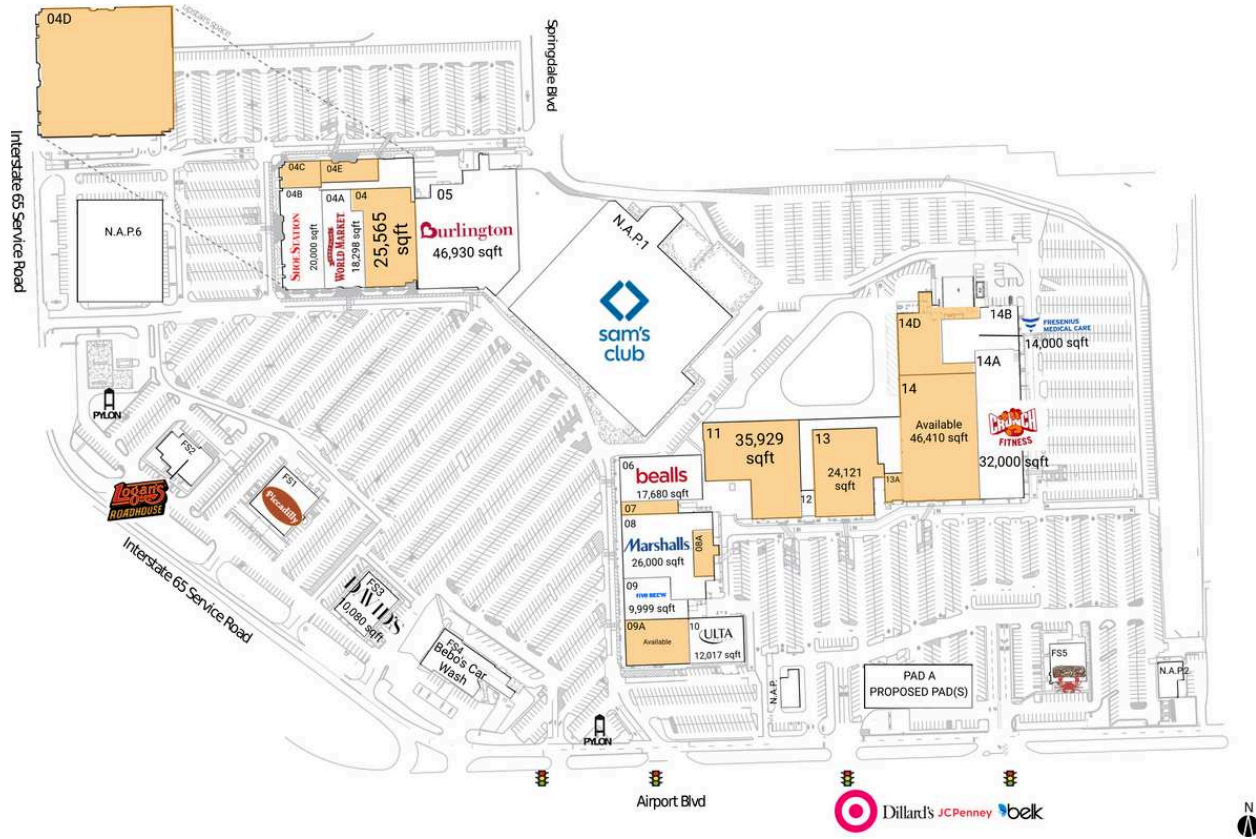 04D
upstairs space
Springdale Blvd
Interstate 65 Service Road
N.A.P.6
04C
04E
04B
SHOE STATION
20,000 sqft
04A
WORLD MARKET
18,298 sqft
04
25,565
sqft
05
Burlington
46,930 sqft
N.A.P.1
sam's
club
14D
14B
FRESENIUS
MEDICAL CARE
14,000 sqft
14A
14
Available
46,410 sqft
CRUNCH
FITNESS
32,000 sqft
11
35,929
sqft
12
13
24,121
sqft
13A
06
bealls
17,680 sqft
07
08
Marshalls
26,000 sqft
08A
09
FIVE BELOW
9,999 sqft
09A
Available
10
ULTA
12,017 sqft
PYLON
FS2
LOGAN'S
ROADHOUSE
FS1
Piccadilly
Interstate 65 Service Road
FS3
DAVID'S
10,080 sqft
FS4
Bebo's Car
Wash
PYLON
N.A.P.
PAD A
PROPOSED PAD(S)
FS5
N.A.P.2
Airport Blvd
Dillard's
JCPenney
belk
N